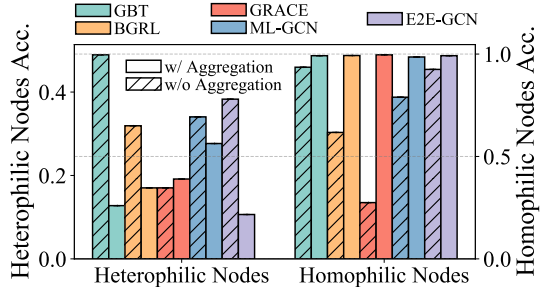 GBT
GRACE
E2E-GCN
BGRL
ML-GCN
w/ Aggregation
w/o Aggregation
Heterophilic Nodes Acc.
0.4
0.2
0.0
1.0
0.5
0.0
Homophilic Nodes Acc.
Heterophilic Nodes
Homophilic Nodes